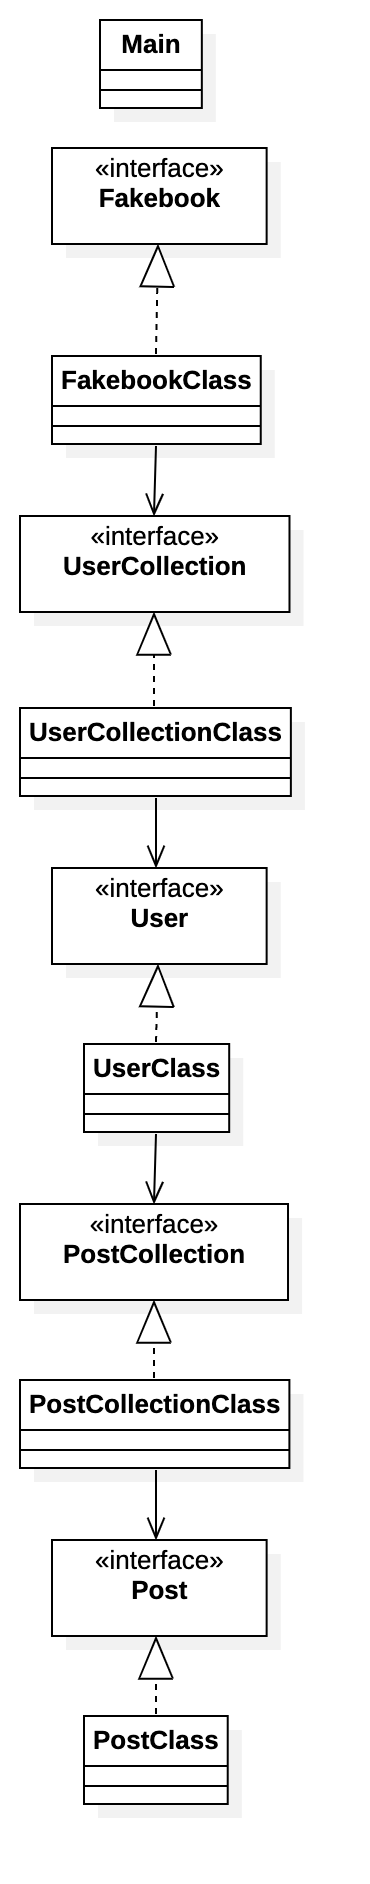 Main
«interface»
Fakebook
FakebookClass
«interface»
UserCollection
UserCollectionClass
«interface»
User
UserClass
«interface»
PostCollection
PostCollectionClass
«interface»
Post
PostClass